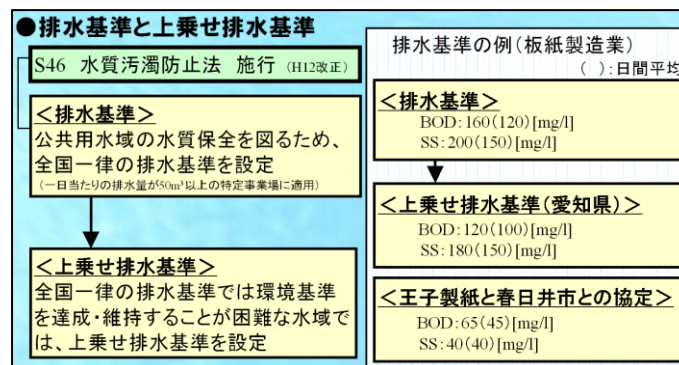 ●排水基準と上乗せ排水基準
S46 水質汚濁防止法 施行 (H12改正)
<排水基準>
公共用水域の水質保全を図るため、
全国一律の排水基準を設定
(一日当たりの排水量が50m³以上の特定事業場に適用)
<上乗せ排水基準>
全国一律の排水基準では環境基準
を達成・維持することが困難な水域で
は、上乗せ排水基準を設定
排水基準の例(板紙製造業)
( ):日間平均
<排水基準>
BOD:160(120)[mg/l]
SS:200(150)[mg/l]
<上乗せ排水基準(愛知県)>
BOD:120(100)[mg/l]
SS:180(150)[mg/l]
<王子製紙と春日井市との協定>
BOD:65(45)[mg/l]
SS:40(40)[mg/l]